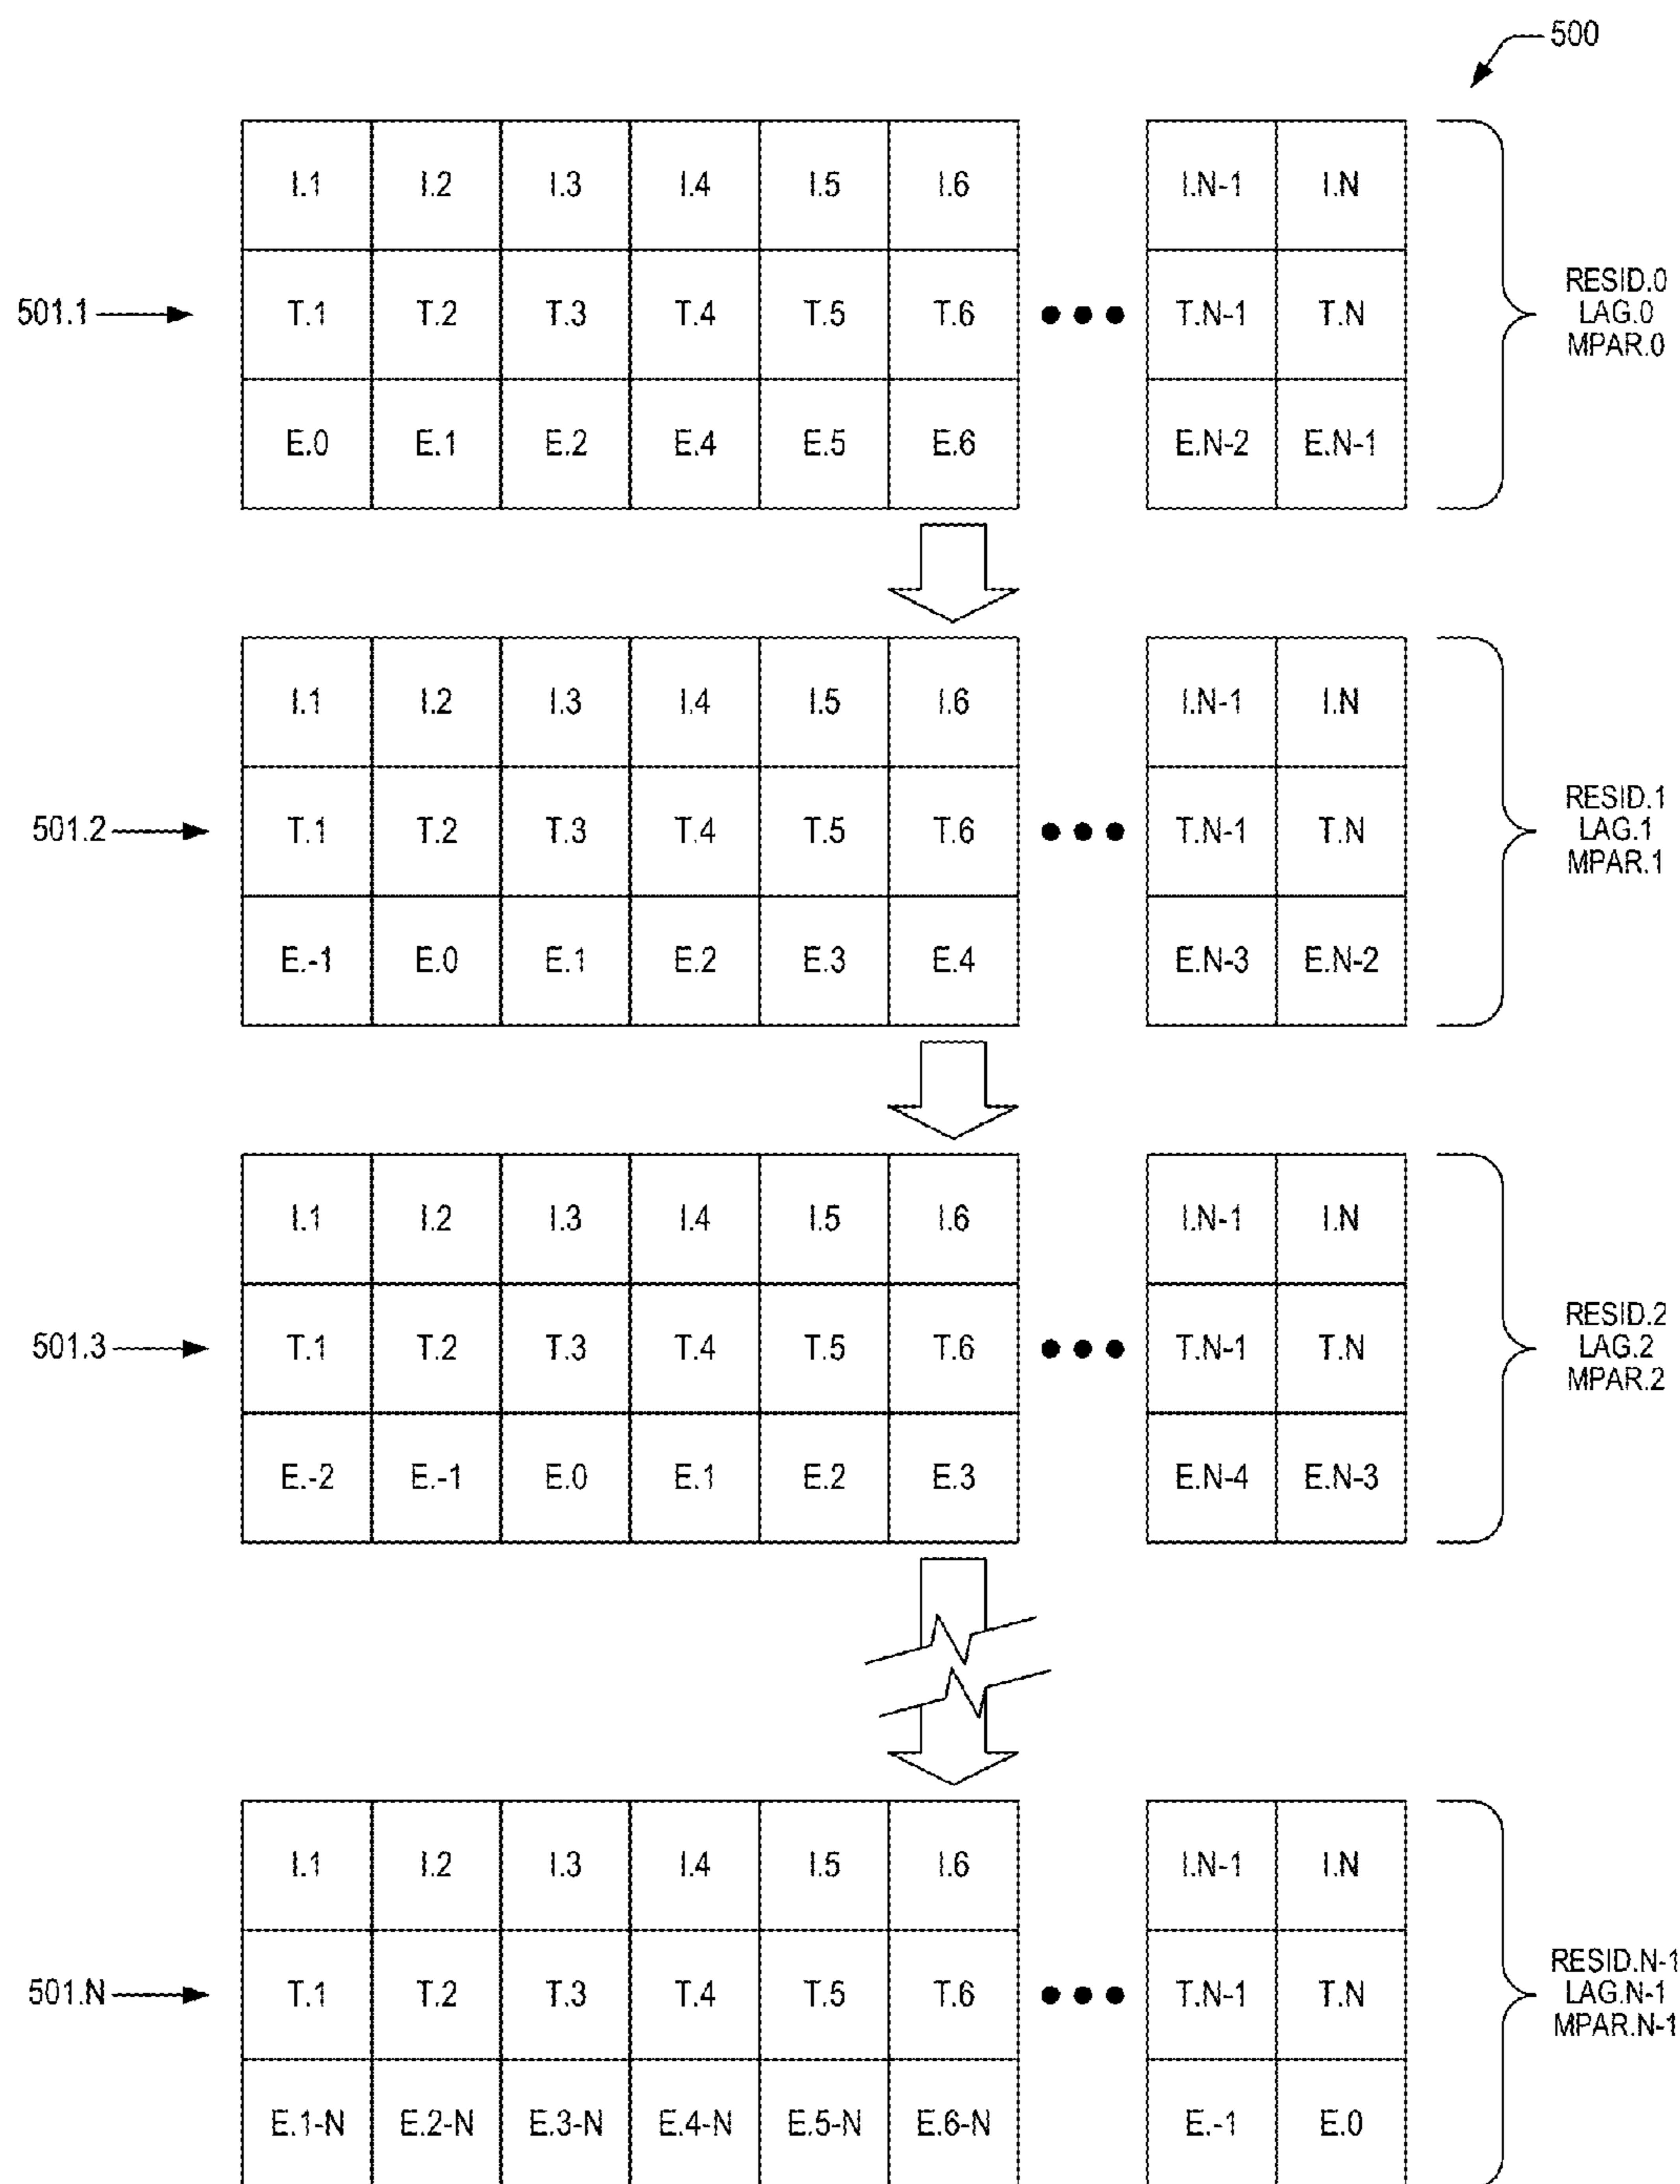 500
I.1 I.2 I.3 I.4 I.5 I.6 I.N-1 I.N
501.1 T.1 T.2 T.3 T.4 T.5 T.6 T.N-1 T.N
E.0 E.1 E.2 E.4 E.5 E.6 E.N-2 E.N-1
RESID.0
LAG.0
MPAR.0
I.1 I.2 I.3 I.4 I.5 I.6 I.N-1 I.N
501.2 T.1 T.2 T.3 T.4 T.5 T.6 T.N-1 T.N
E.-1 E.0 E.1 E.2 E.3 E.4 E.N-3 E.N-2
RESID.1
LAG.1
MPAR.1
I.1 I.2 I.3 I.4 I.5 I.6 I.N-1 I.N
501.3 T.1 T.2 T.3 T.4 T.5 T.6 T.N-1 T.N
E.-2 E.-1 E.0 E.1 E.2 E.3 E.N-4 E.N-3
RESID.2
LAG.2
MPAR.2
I.1 I.2 I.3 I.4 I.5 I.6 I.N-1 I.N
501.N T.1 T.2 T.3 T.4 T.5 T.6 T.N-1 T.N
E.1-N E.2-N E.3-N E.4-N E.5-N E.6-N E.-1 E.0
RESID.N-1
LAG.N-1
MPAR.N-1